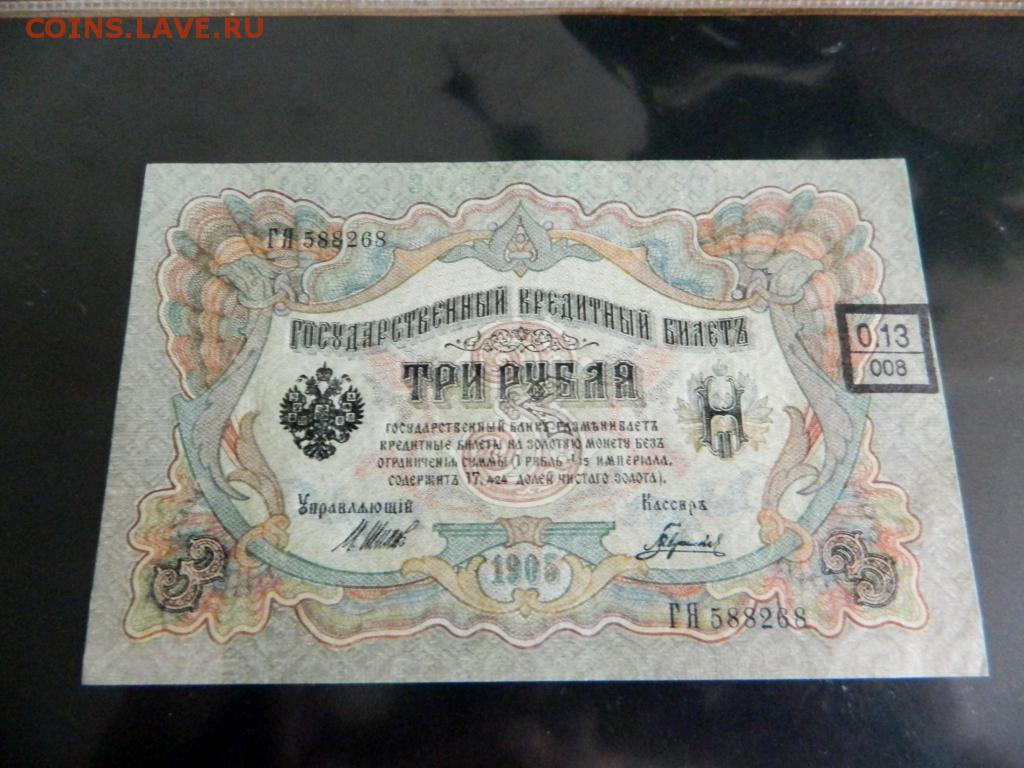 COINS.LAVE.RU
ГЯ 588268
ГОСУДАРСТВЕННЫЙ КРЕДИТНЫЙ БИЛЕТЪ
ТРИ РУБЛЯ
0,13
008
ГОСУДАРСТВЕННЫЙ БАНКЪ РАЗМѢНИВАЕТЪ
КРЕДИТНЫЕ БИЛЕТЫ НА ЗОЛОТУЮ МОНЕТУ БЕЗЪ
ОГРАНИЧЕНІЯ СУММЫ (1 РУБЛЬ = 1/15 ИМПЕРІАЛА,
СОДЕРЖИТЪ 17,424 ДОЛЕЙ ЧИСТАГО ЗОЛОТА).
Управляющій
Кассиръ
1905
3
3
ГЯ 588268